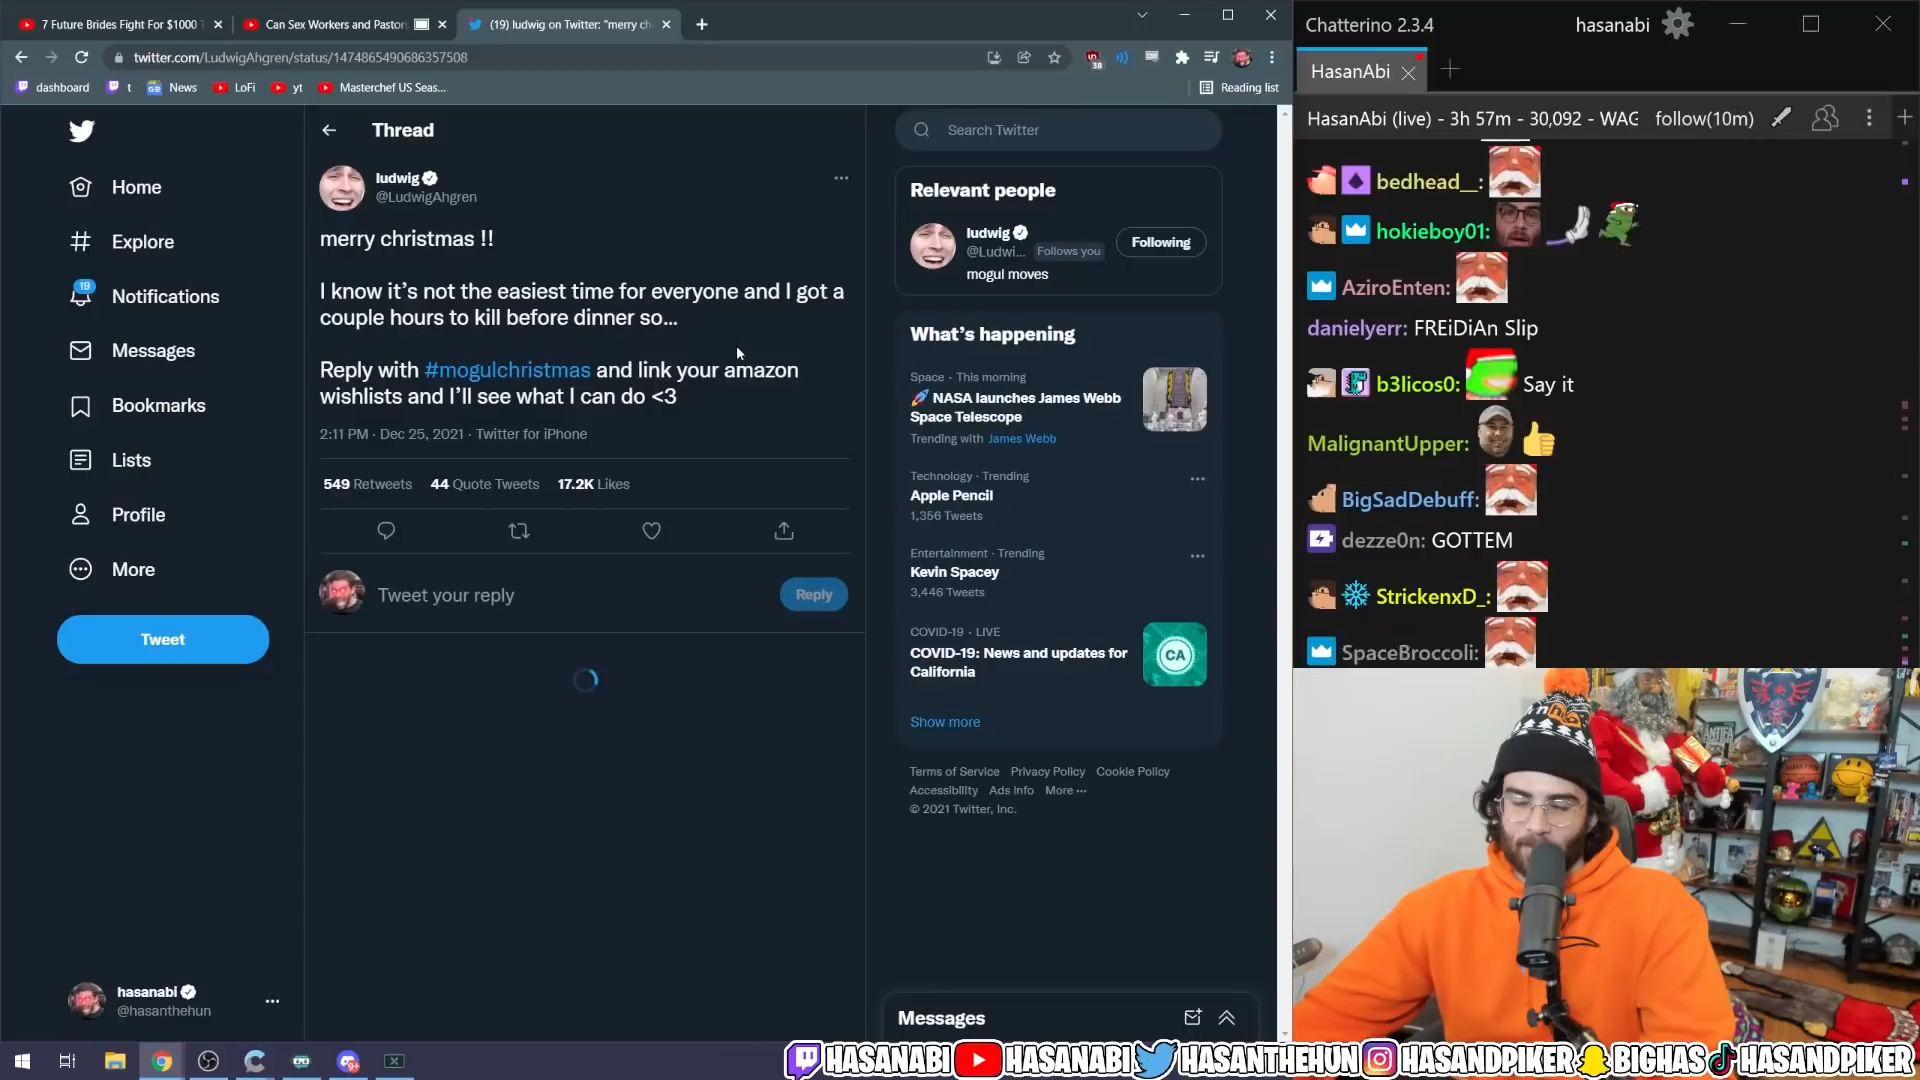 7 Future Brides Fight For $1000
Can Sex Workers and Pastor
(19) ludwig on Twitter: "merry ch
twitter.com/LudwigAhgren/status/1474865490686357508
38
dashboard
t
News
LoFi
yt
Masterchef US Seas...
Reading list
Home
Explore
19
Notifications
Messages
Bookmarks
Lists
Profile
More
Tweet
hasanabi
@hasanthehun
Thread
ludwig
@LudwigAhgren
merry christmas !!
I know it's not the easiest time for everyone and I got a
couple hours to kill before dinner so...
Reply with #mogulchristmas and link your amazon
wishlists and I'll see what I can do <3
2:11 PM · Dec 25, 2021 · Twitter for iPhone
549 Retweets 44 Quote Tweets 17.2K Likes
Tweet your reply
Reply
Search Twitter
Relevant people
ludwig
@Ludwi... Follows you
Following
mogul moves
What's happening
Space · This morning
🚀 NASA launches James Webb
Space Telescope
Trending with James Webb
Technology · Trending
Apple Pencil
1,356 Tweets
Entertainment · Trending
Kevin Spacey
3,446 Tweets
COVID-19 · LIVE
COVID-19: News and updates for
California
CA
Show more
Terms of Service Privacy Policy Cookie Policy
Accessibility Ads info More ···
© 2021 Twitter, Inc.
Messages
Chatterino 2.3.4
hasanabi
HasanAbi
HasanAbi (live) - 3h 57m - 30,092 - WAG
follow(10m)
bedhead__:
hokieboy01:
AziroEnten:
danielyerr: FREiDiAn Slip
b3licos0: Say it
MalignantUpper: 👍
BigSadDebuff:
dezze0n: GOTTEM
StrickenxD_:
SpaceBroccoli:
ANTIFA
HASANABI HASANABI HASANTHEHUN HASANDPIKER BIGHAS HASANDPIKER